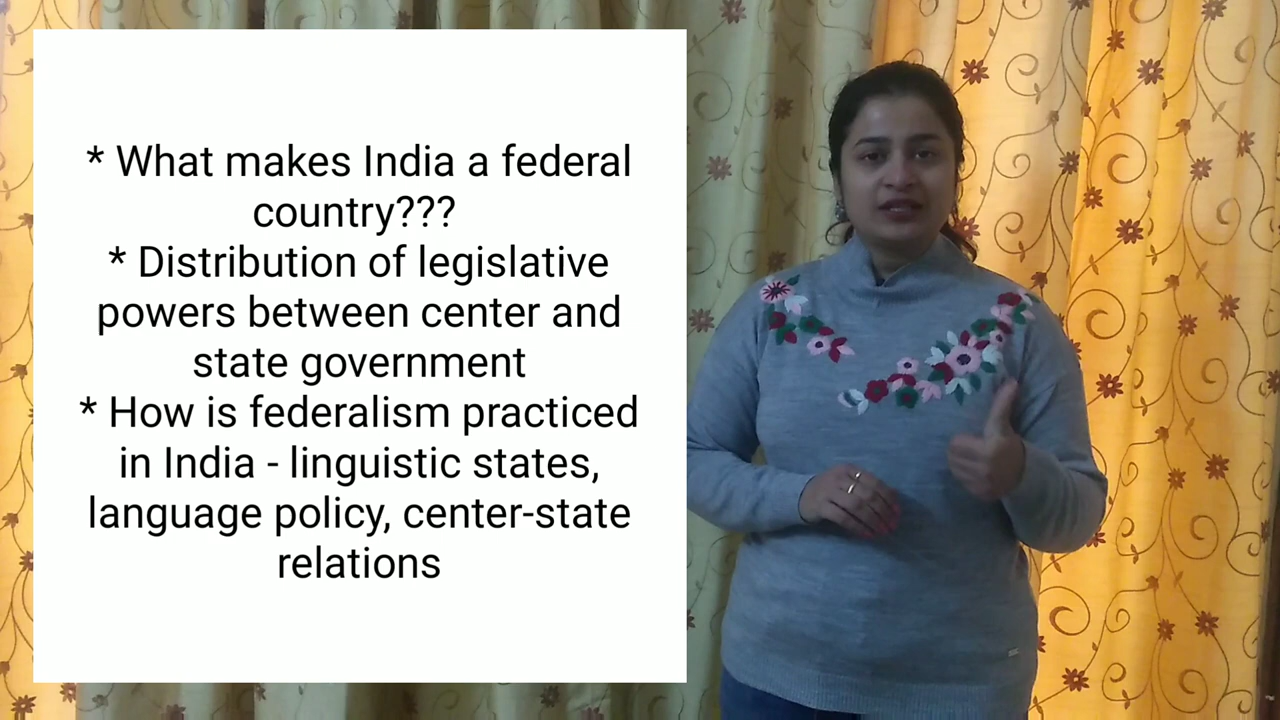 * What makes India a federal
country???
* Distribution of legislative
powers between center and
state government
* How is federalism practiced
in India - linguistic states,
language policy, center-state
relations